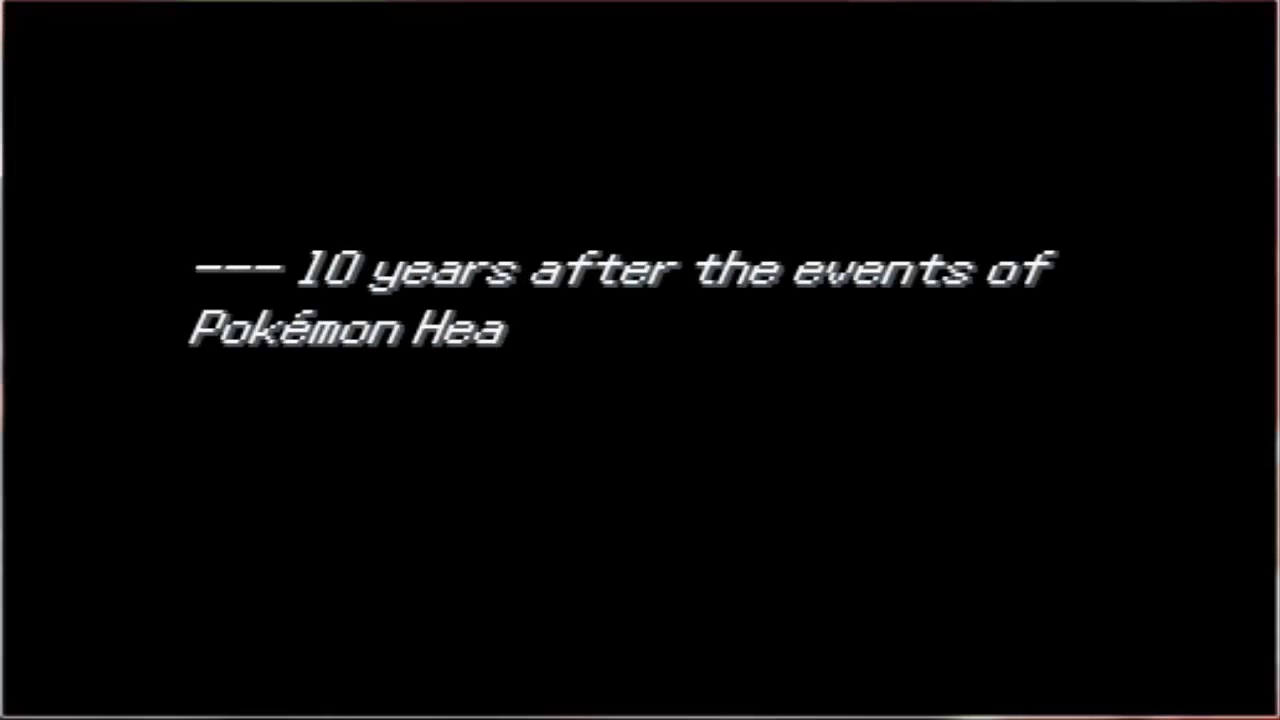 --- 10 years after the events of
Pokémon Hea